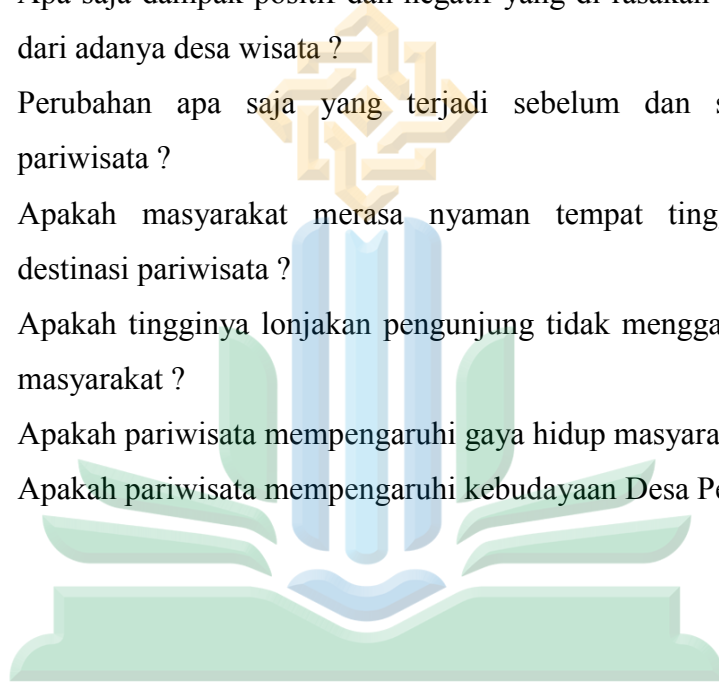 Apa saja dampak positif dan negatif yang di rasakan
dari adanya desa wisata ?
Perubahan apa saja yang terjadi sebelum dan
pariwisata ?
Apakah masyarakat merasa nyaman tempat
destinasi pariwisata ?
Apakah tingginya lonjakan pengunjung tidak
masyarakat ?
Apakah pariwisata mempengaruhi gaya hidup
Apakah pariwisata mempengaruhi kebudayaan Desa